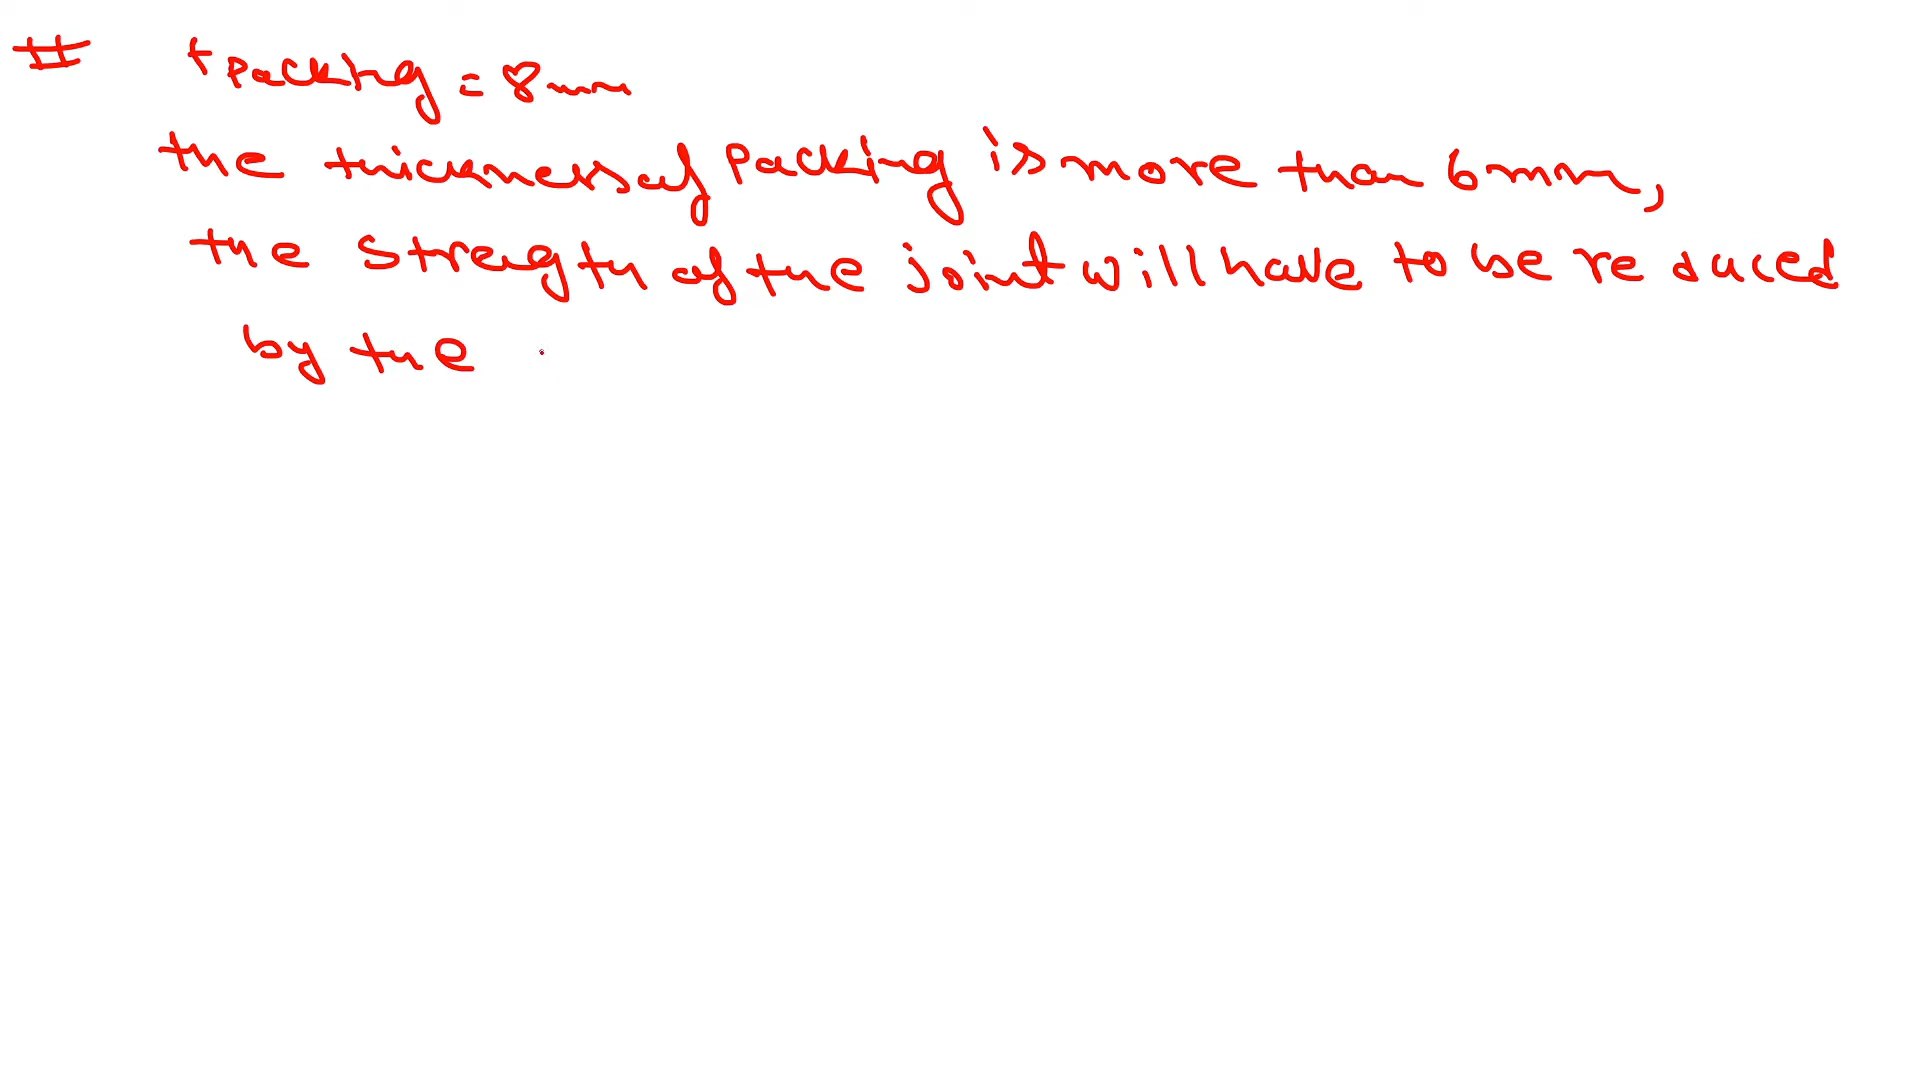 # t packing = 8mm
the thickness of packing is more than 6mm,
the strength of the joint will have to be reduced
by the